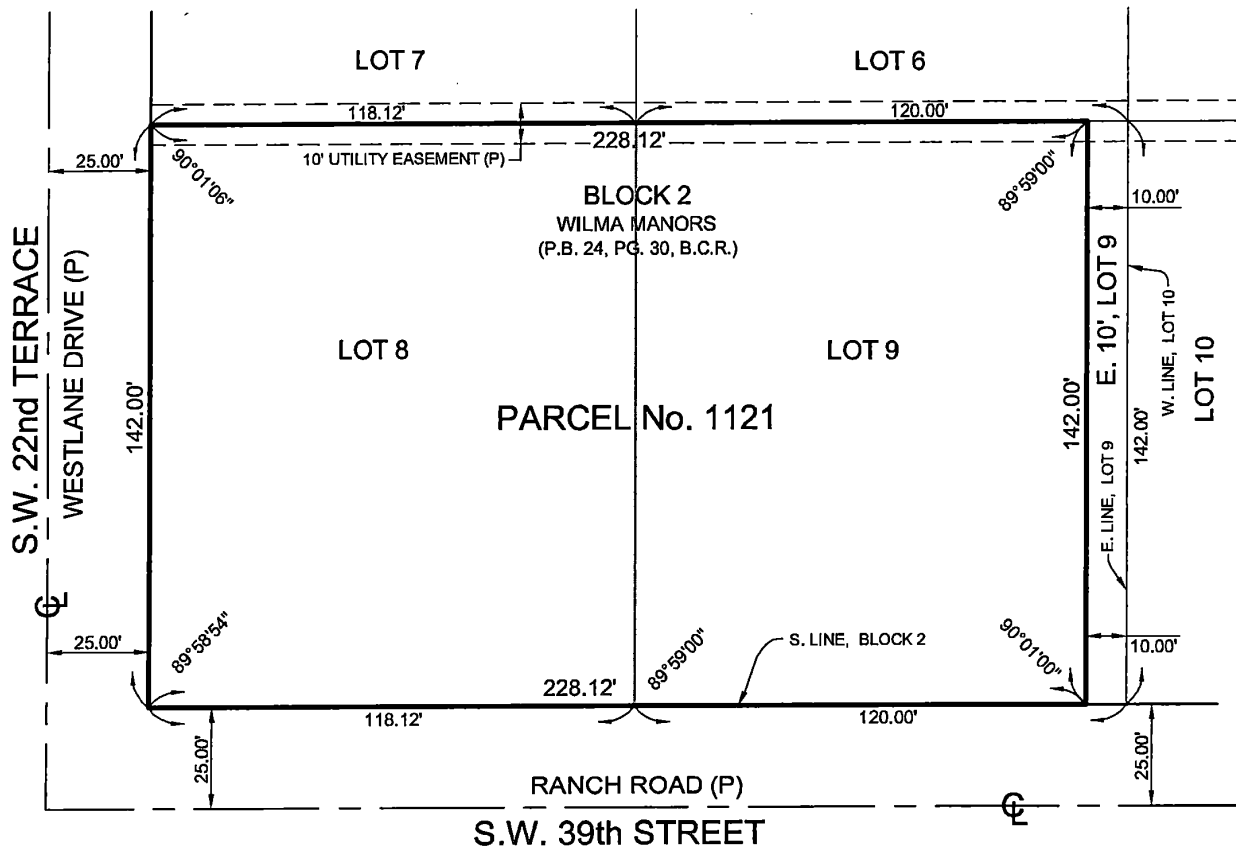 LOT 7
LOT 6
118.12'
120.00'
228.12'
10' UTILITY EASEMENT (P)
25.00'
90°01'06"
89°59'00"
10.00'
BLOCK 2
WILMA MANORS
(P.B. 24, PG. 30, B.C.R.)
S.W. 22nd TERRACE
WESTLANE DRIVE (P)
142.00'
LOT 8
LOT 9
PARCEL No. 1121
142.00'
E. 10', LOT 9
E. LINE, LOT 9
142.00'
W. LINE, LOT 10
LOT 10
CL
25.00'
89°58'54"
89°59'00"
S. LINE, BLOCK 2
90°01'00"
10.00'
228.12'
118.12'
120.00'
25.00'
25.00'
RANCH ROAD (P)
CL
S.W. 39th STREET